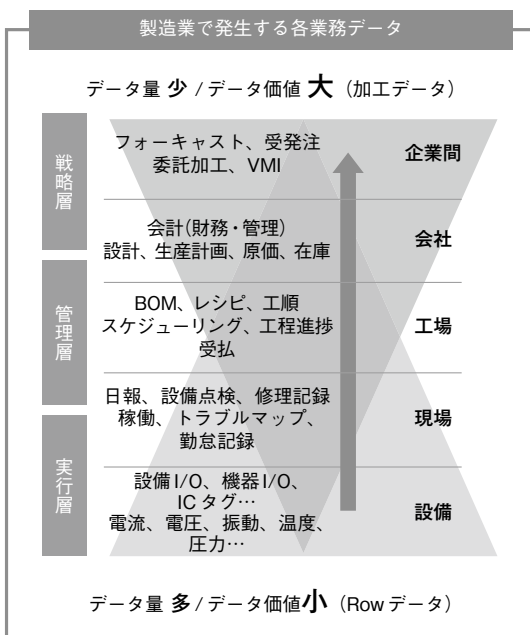 製造業で発生する各業務データ
データ量 少 / データ価値 大（加工データ）
戦略層
フォーキャスト、受発注
委託加工、VMI
企業間
会計（財務・管理）
設計、生産計画、原価、在庫
会社
管理層
BOM、レシピ、工順
スケジューリング、工程進捗
受払
工場
日報、設備点検、修理記録
稼働、トラブルマップ、
勤怠記録
現場
実行層
設備 I/O、機器 I/O、
IC タグ…
電流、電圧、振動、温度、
圧力…
設備
データ量 多 / データ価値 小（Row データ）